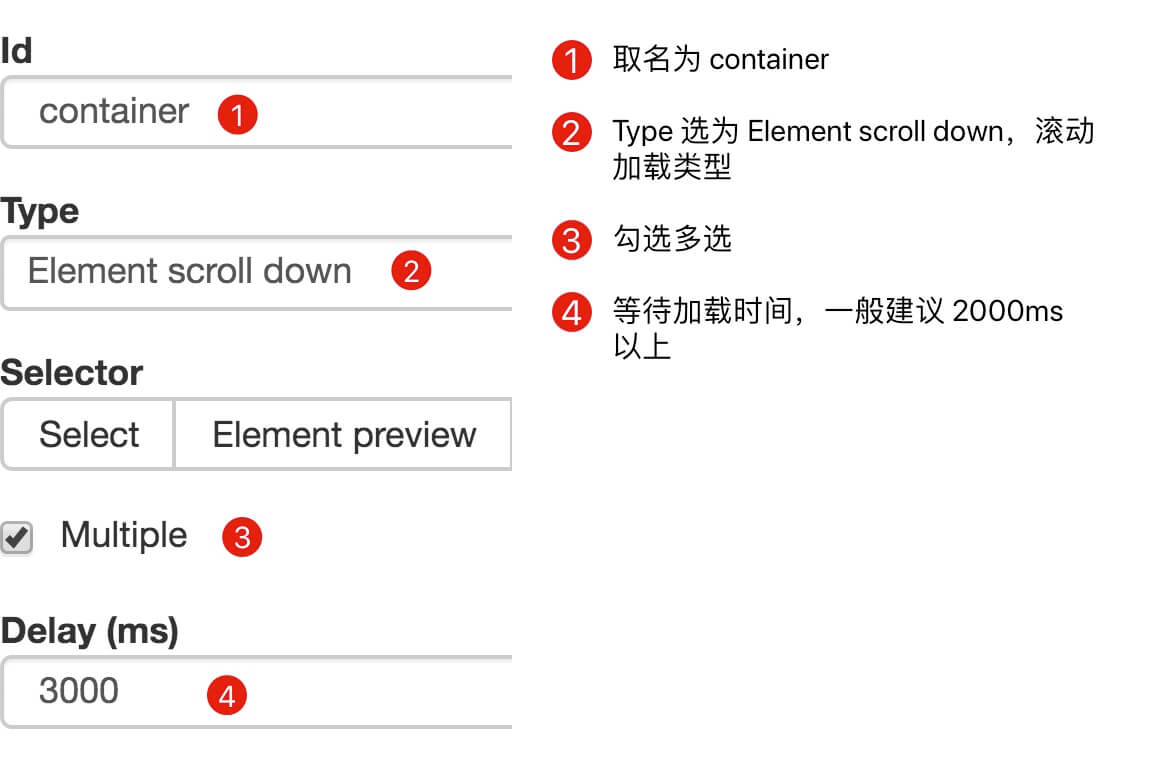 Id
container 1
Type
Element scroll down 2
Selector
Select Element preview
Multiple 3
Delay (ms)
3000 4
1 取名为 container
2 Type 选为 Element scroll down，滚动
加载类型
3 勾选多选
4 等待加载时间，一般建议 2000ms
以上